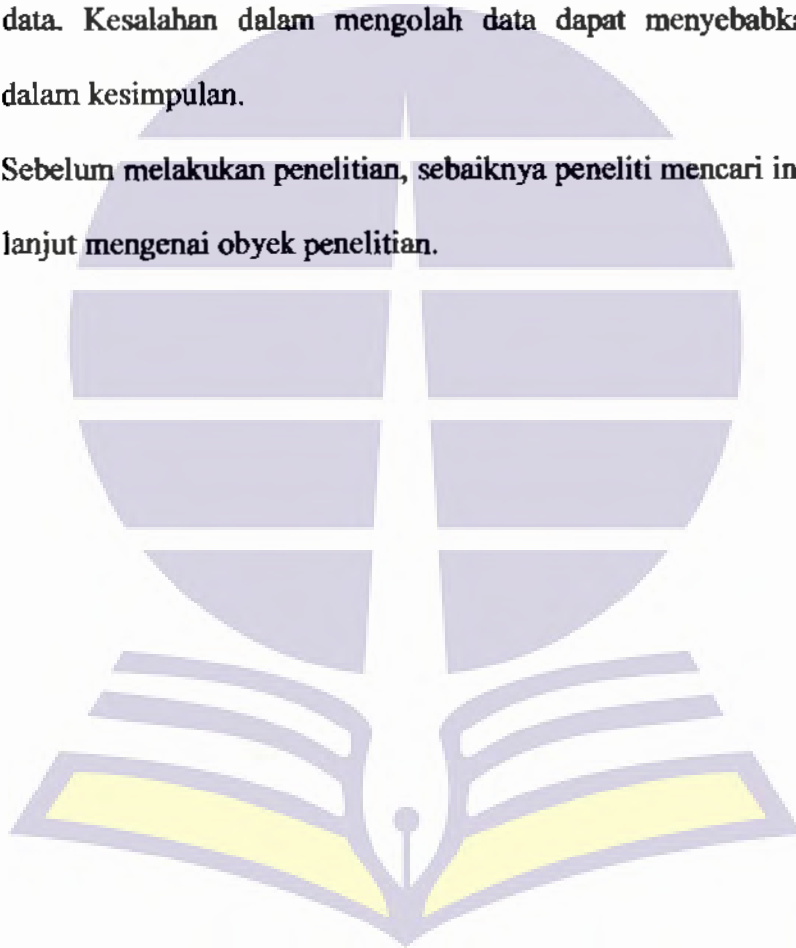 data. Kesalahan dalam mengolah data dapat
dalam kesimpulan.
Sebelum melakukan penelitian, sebaiknya peneliti mencari
lanjut mengenai obyek penelitian.